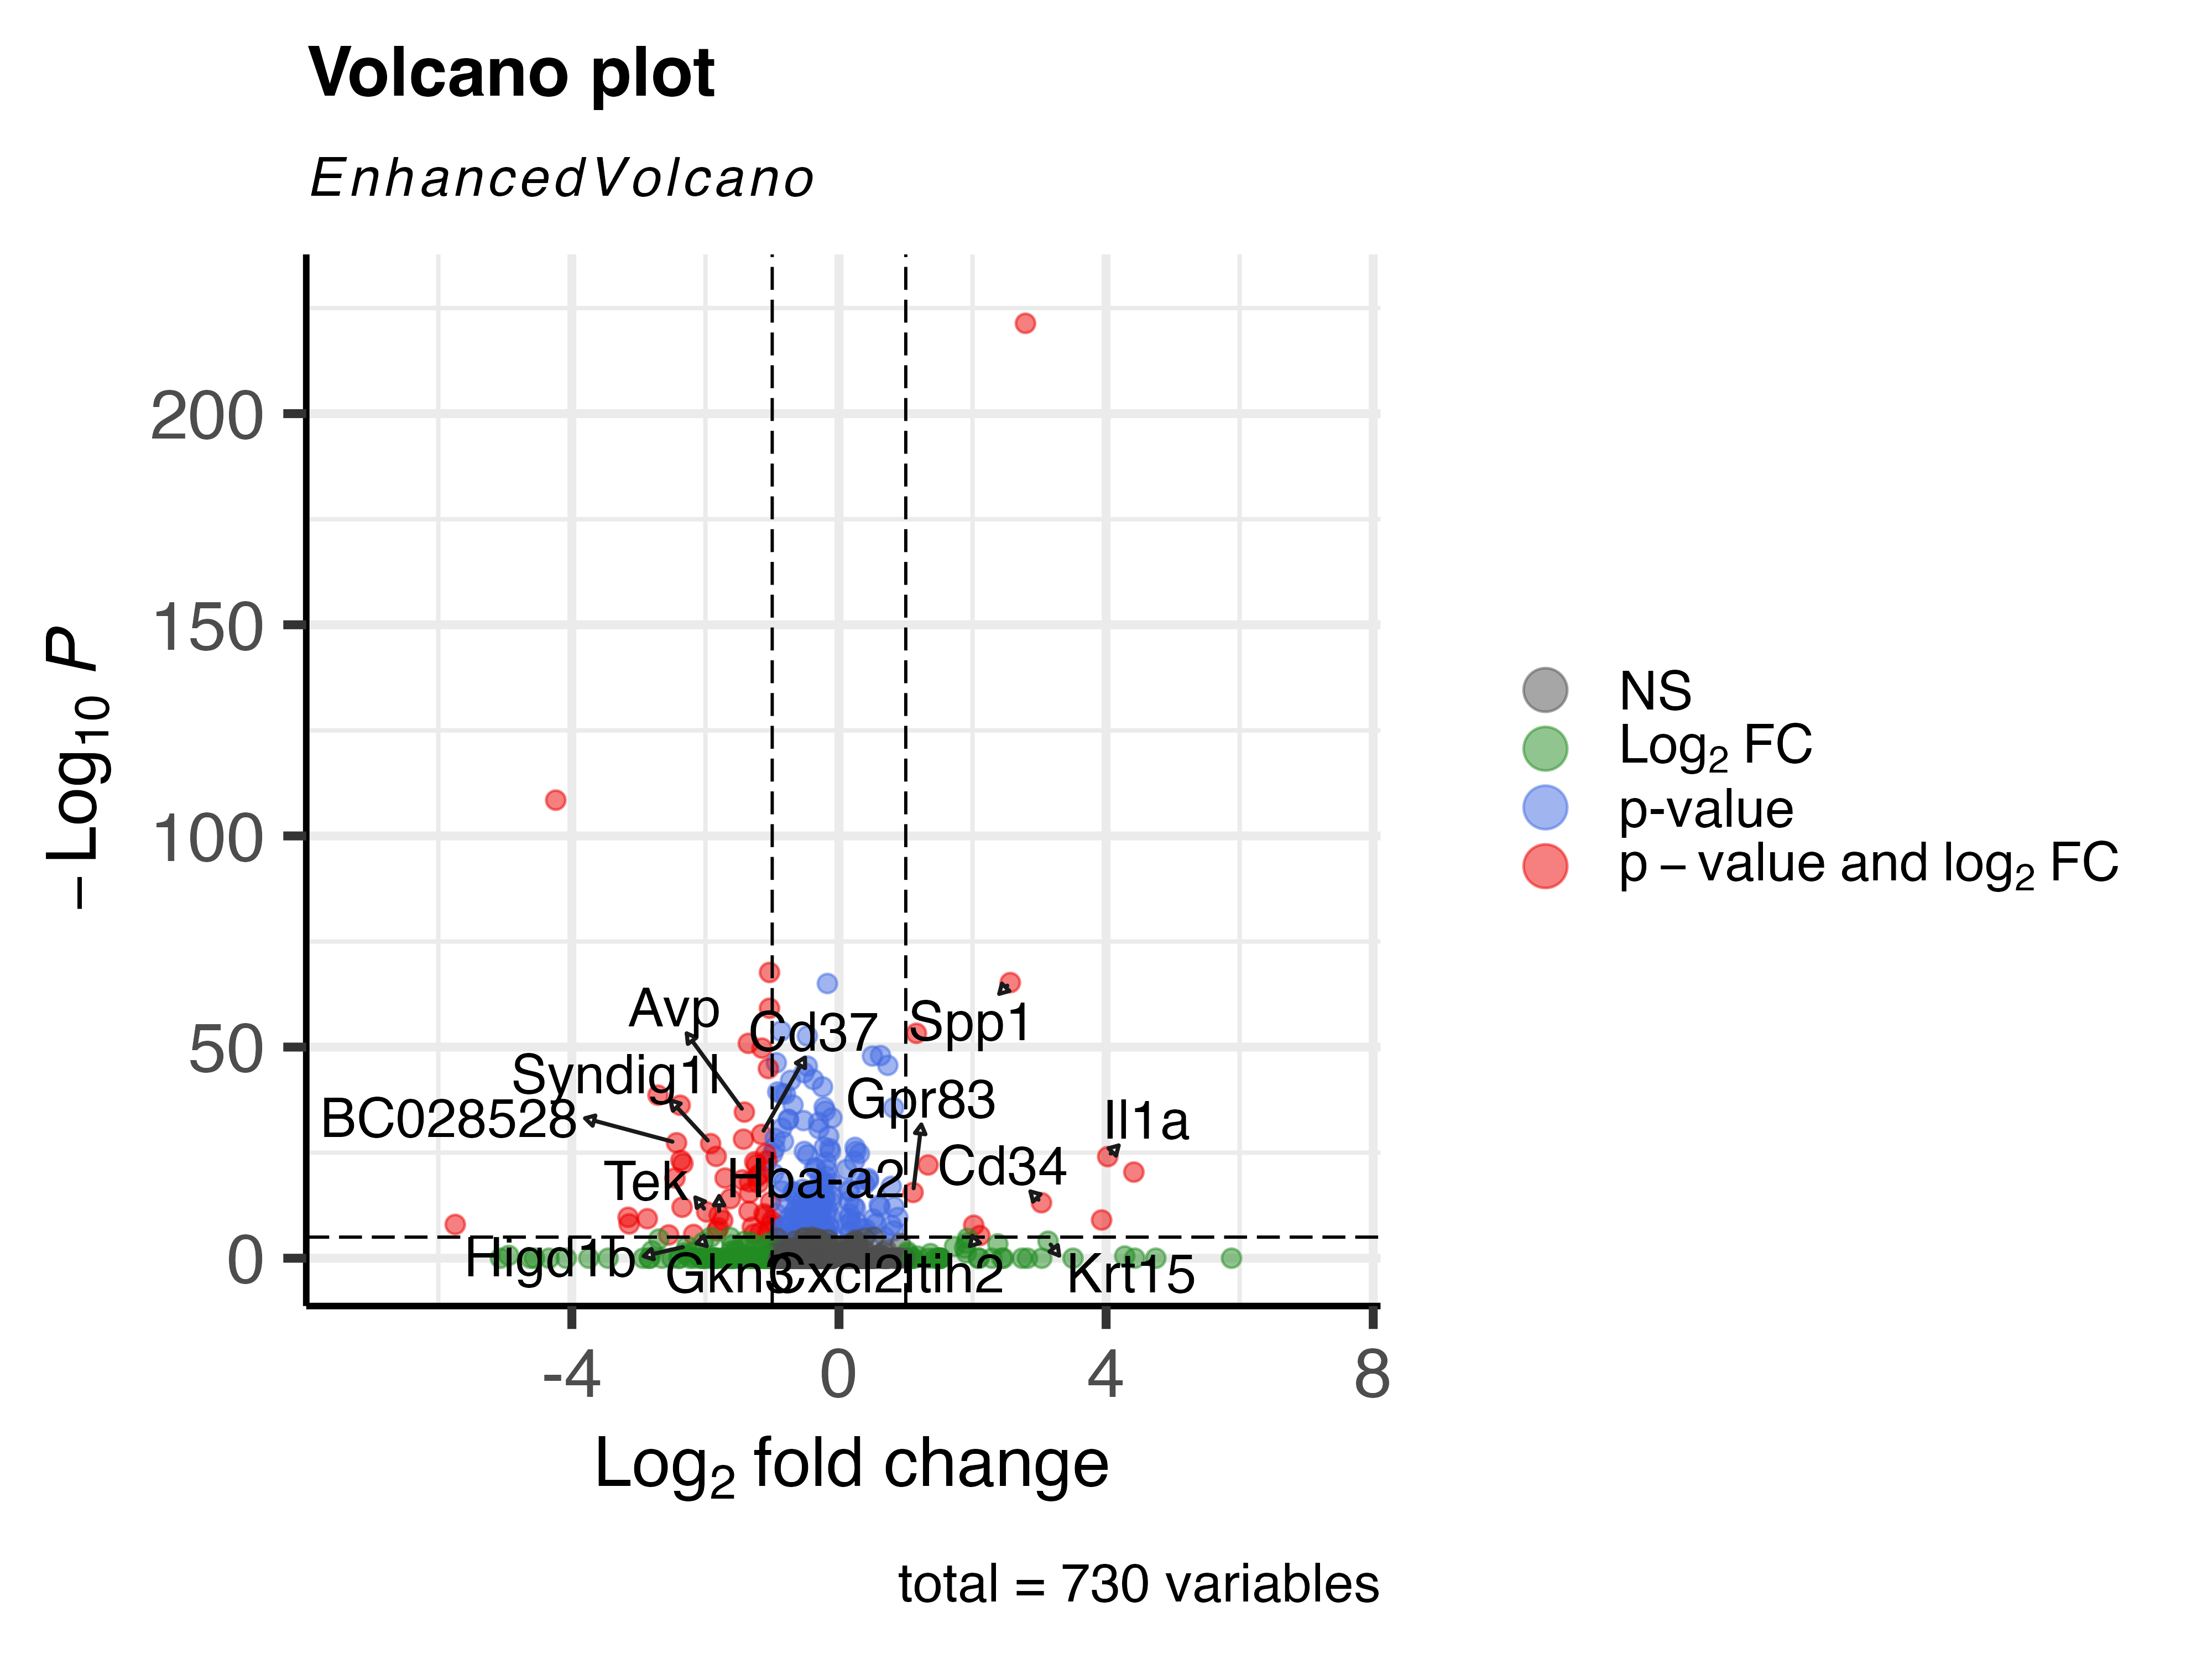 Volcano plot
EnhancedVolcano
−Log10 P
200
150
100
50
0
Avp
Cd37
Spp1
Syndig1l
BC028528
Gpr83
Il1a
Tek
Hba-a2
Cd34
Higd1b
Gkn3
Cxcl2
Itih2
Krt15
-4 0 4 8
Log2 fold change
NS
Log2 FC
p-value
p − value and log2 FC
total = 730 variables